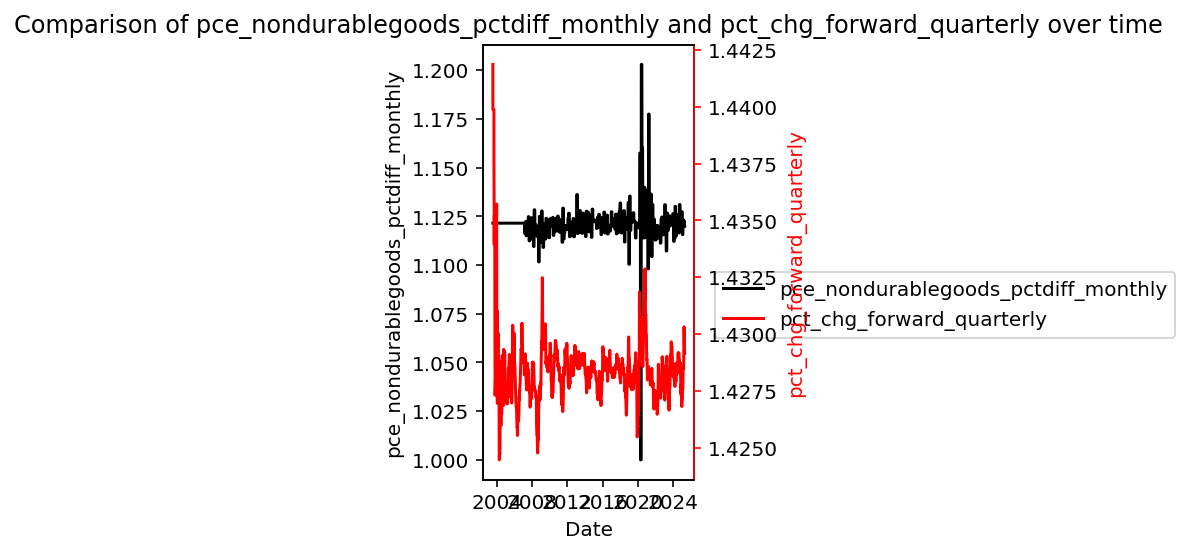 Comparison of pce_nondurablegoods_pctdiff_monthly and pct_chg_forward_quarterly over time
pce_nondurablegoods_pctdiff_monthly
1.200
1.175
1.150
1.125
1.100
1.075
1.050
1.025
1.000
1.4425
1.4400
1.4375
1.4350
1.4325
1.4300
1.4275
1.4250
pct_chg_forward_quarterly
pce_nondurablegoods_pctdiff_monthly
pct_chg_forward_quarterly
2004 2008 2012 2016 2020 2024
Date